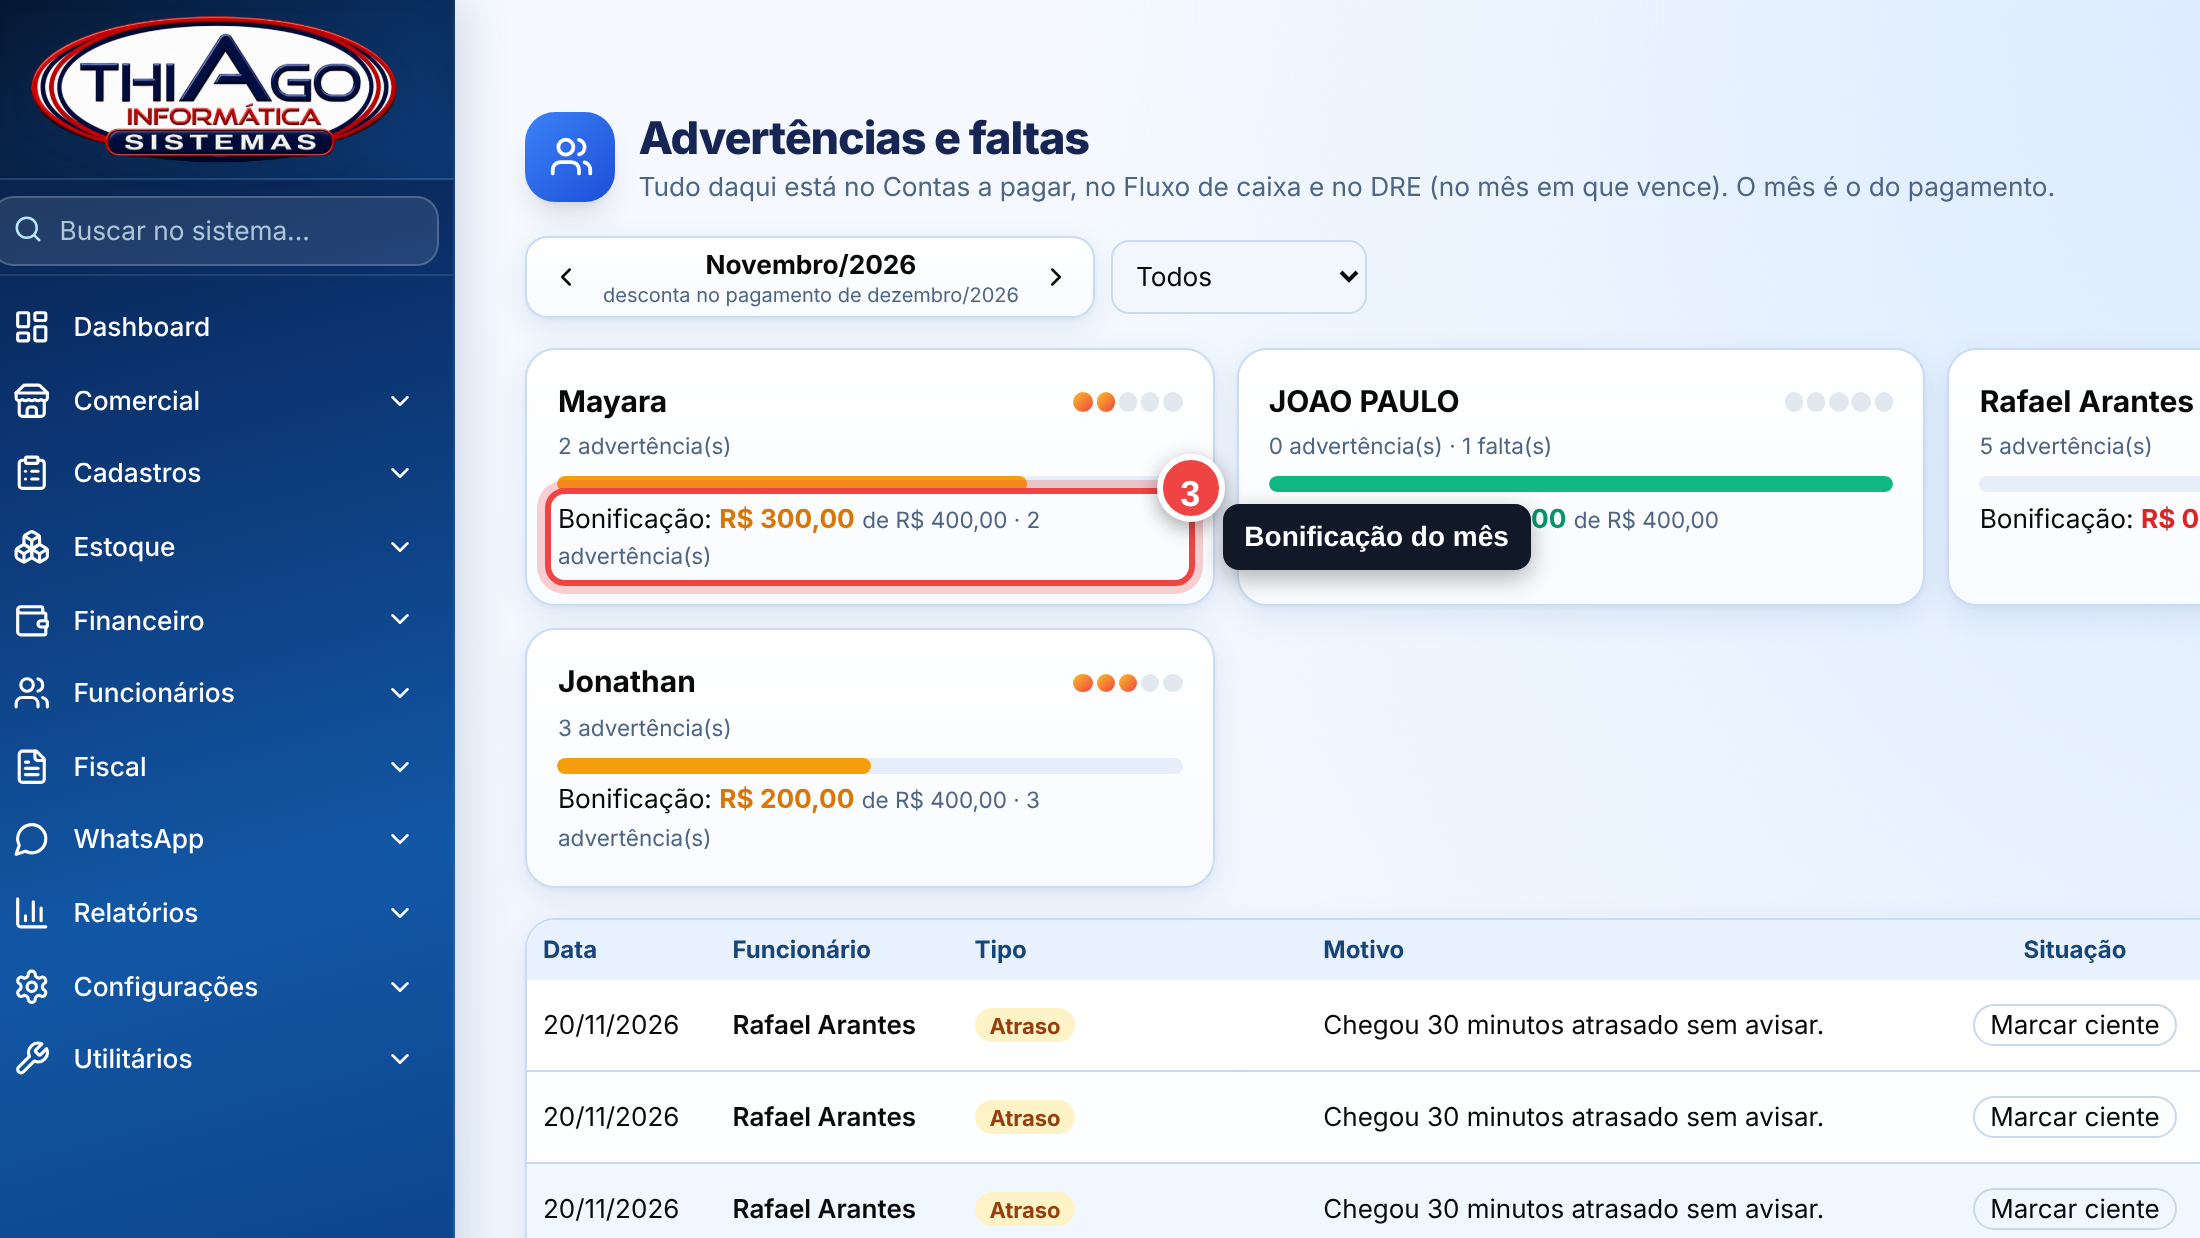 THIAGO
INFORMÁTICA
SISTEMAS
Buscar no sistema...
Dashboard
Comercial
Cadastros
Estoque
Financeiro
Funcionários
Fiscal
WhatsApp
Relatórios
Configurações
Utilitários
Advertências e faltas
Tudo daqui está no Contas a pagar, no Fluxo de caixa e no DRE (no mês em que vence). O mês é o do pagamento.
Novembro/2026
desconta no pagamento de dezembro/2026
Todos
Mayara
2 advertência(s)
Bonificação: R$ 300,00 de R$ 400,00 · 2
advertência(s)
3
Bonificação do mês
JOAO PAULO
0 advertência(s) · 1 falta(s)
00 de R$ 400,00
Rafael Arantes
5 advertência(s)
Bonificação: R$ 0
Jonathan
3 advertência(s)
Bonificação: R$ 200,00 de R$ 400,00 · 3
advertência(s)
Data Funcionário Tipo Motivo Situação
20/11/2026 Rafael Arantes Atraso Chegou 30 minutos atrasado sem avisar. Marcar ciente
20/11/2026 Rafael Arantes Atraso Chegou 30 minutos atrasado sem avisar. Marcar ciente
20/11/2026 Rafael Arantes Atraso Chegou 30 minutos atrasado sem avisar. Marcar ciente